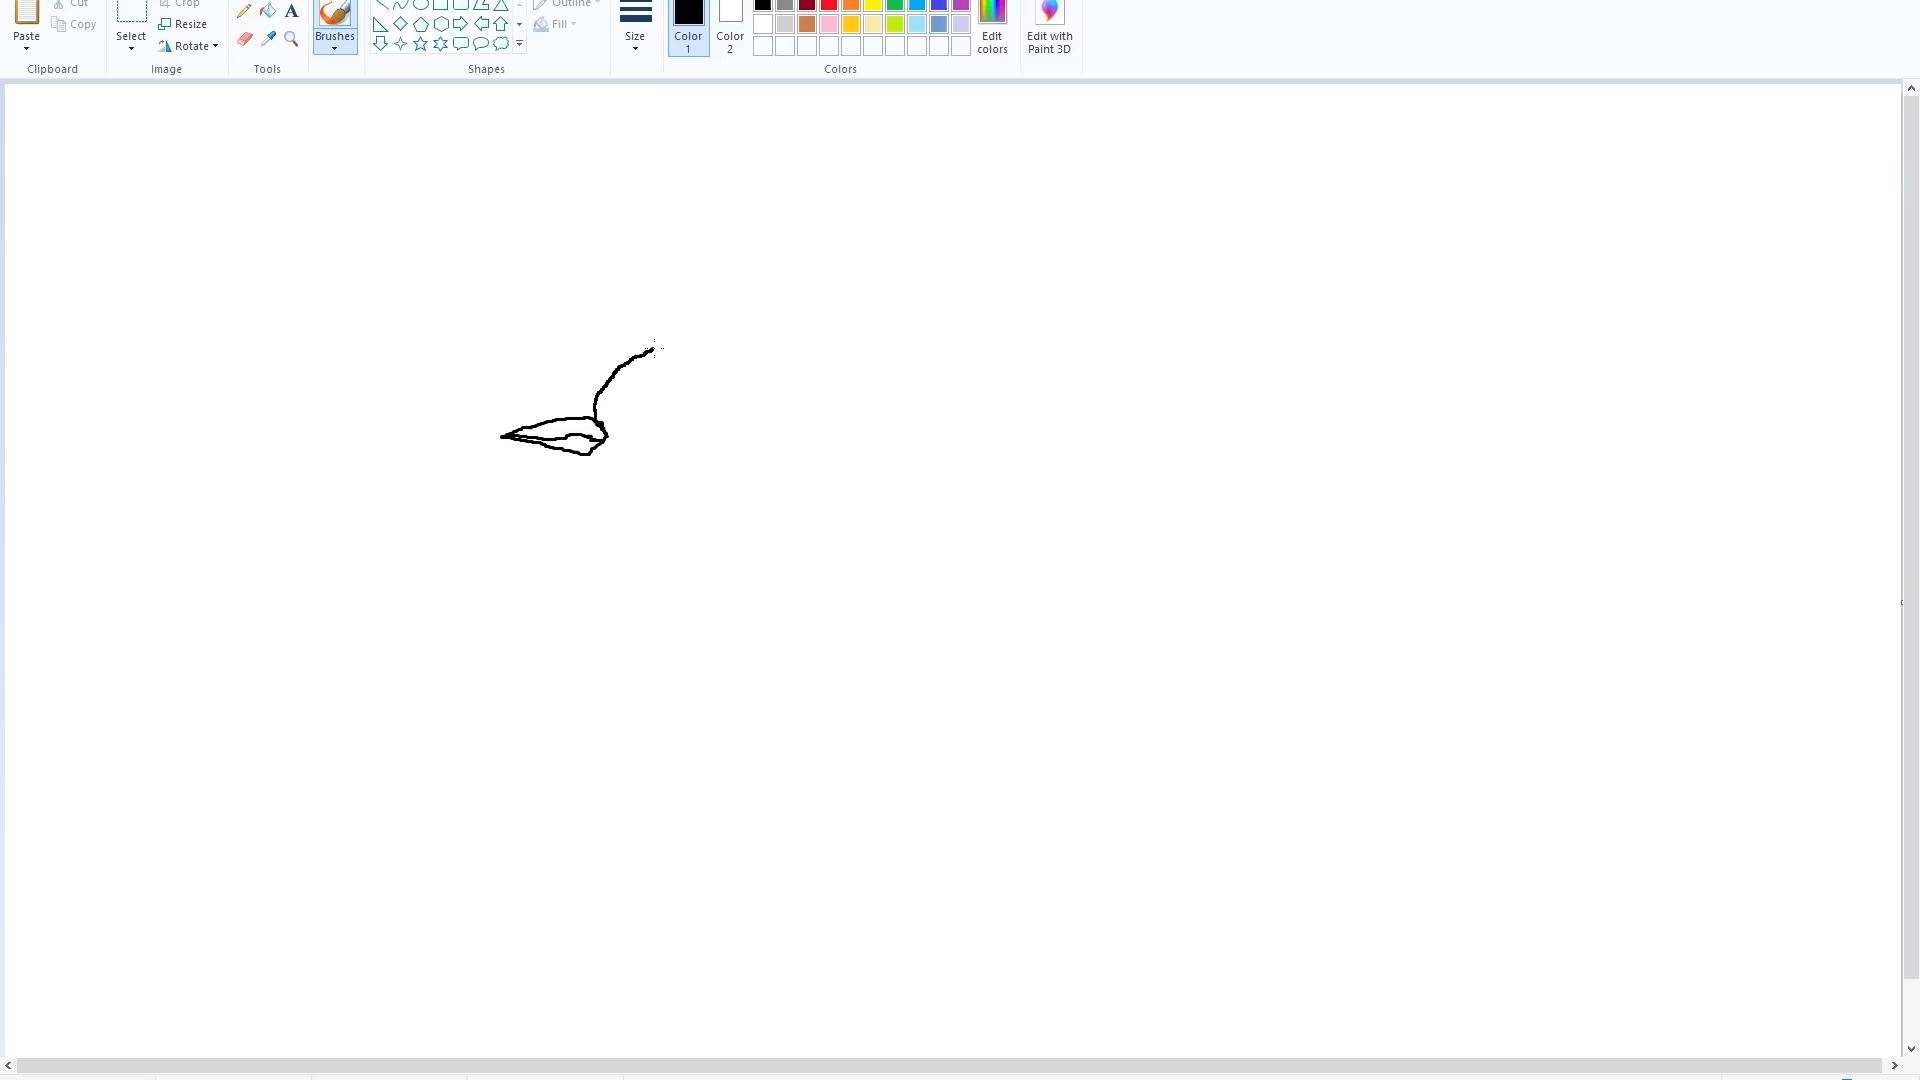 Cut
Crop
Outline
Paste
Copy
Select
Resize
Rotate
A
Brushes
Fill
Size
Color 1
Color 2
Edit colors
Edit with Paint 3D
Clipboard
Image
Tools
Shapes
Colors